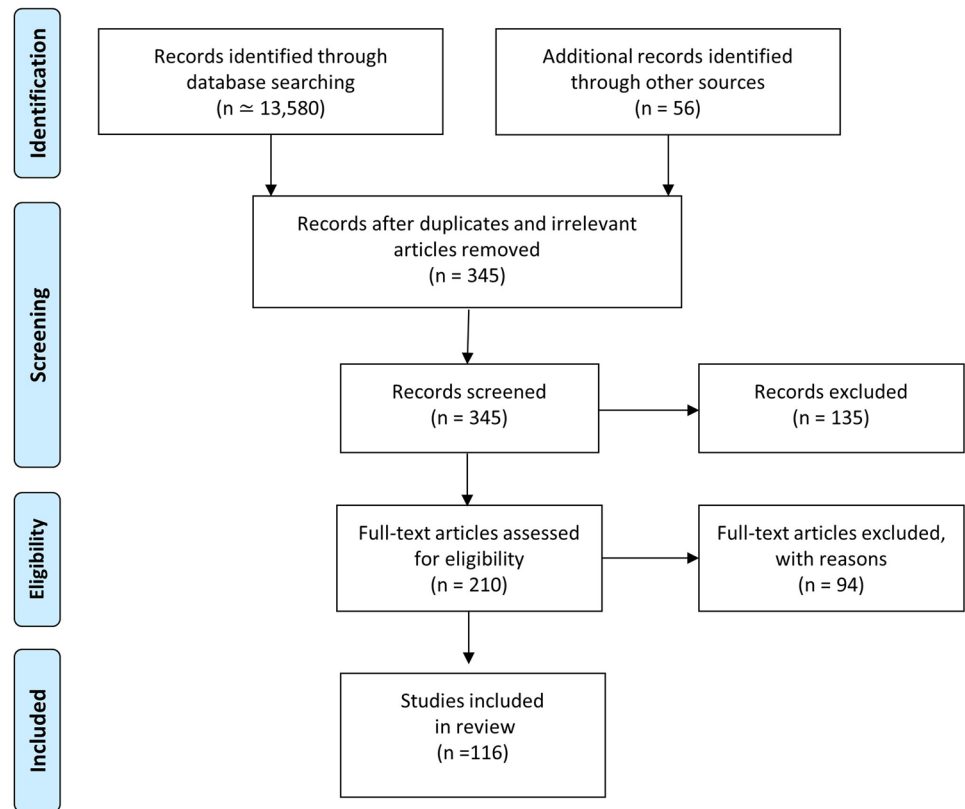 Identification
Records identified through
database searching
(n ≃ 13,580)
Additional records identified
through other sources
(n = 56)
Screening
Records after duplicates and irrelevant
articles removed
(n = 345)
Records screened
(n = 345)
Records excluded
(n = 135)
Eligibility
Full-text articles assessed
for eligibility
(n = 210)
Full-text articles excluded,
with reasons
(n = 94)
Included
Studies included
in review
(n =116)